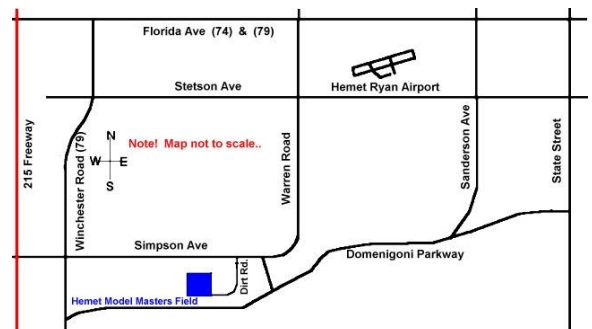 Florida Ave (74) & (79)
Stetson Ave
Hemet Ryan Airport
215 Freeway
Winchester Road (79)
N
W E
S
Note! Map not to scale..
Warren Road
Sanderson Ave
State Street
Simpson Ave
Domenigoni Parkway
Dirt Rd.
Hemet Model Masters Field